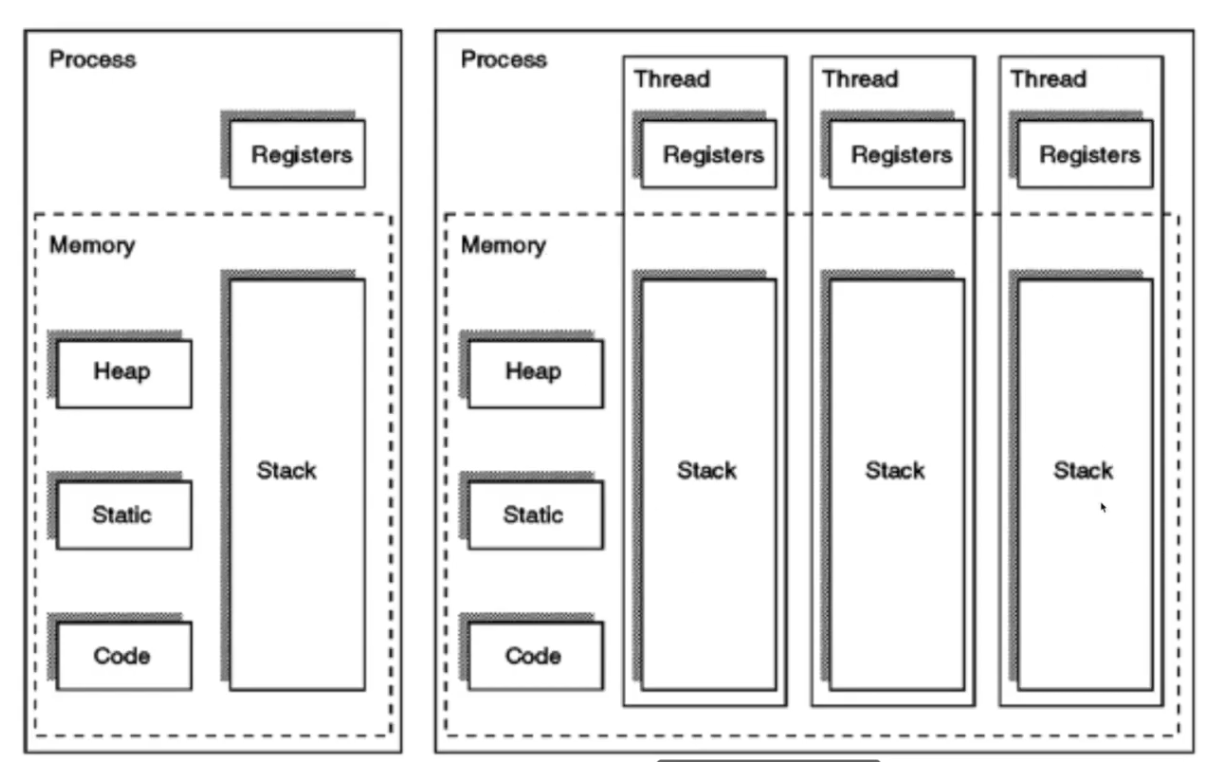 Process
Registers
Memory
Heap
Stack
Static
Code
Process
Thread
Thread
Thread
Registers
Registers
Registers
Memory
Heap
Stack
Stack
Stack
Static
Code